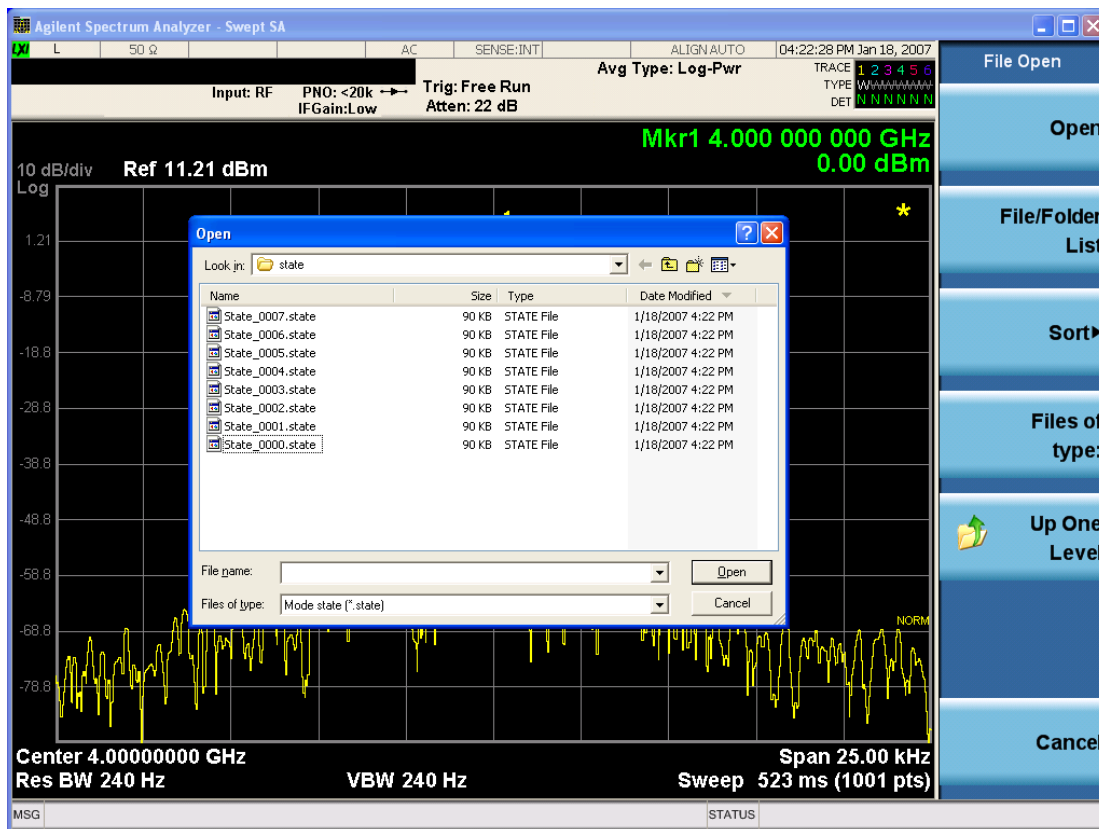 Agilent Spectrum Analyzer - Swept SA
LXI L 50 Ω AC SENSE:INT ALIGN AUTO 04:22:28 PM Jan 18, 2007
Input: RF PNO: <20k IFGain:Low
Trig: Free Run
Atten: 22 dB
Avg Type: Log-Pwr
TRACE 1 2 3 4 5 6
TYPE W
DET N N N N N N
Mkr1 4.000 000 000 GHz
0.00 dBm
10 dB/div Ref 11.21 dBm
Log
1.21
-8.79
-18.8
-28.8
-38.8
-48.8
-58.8
-68.8
-78.8
*
NORM
Open
Look in: state
Name Size Type Date Modified
State_0007.state 90 KB STATE File 1/18/2007 4:22 PM
State_0006.state 90 KB STATE File 1/18/2007 4:22 PM
State_0005.state 90 KB STATE File 1/18/2007 4:22 PM
State_0004.state 90 KB STATE File 1/18/2007 4:22 PM
State_0003.state 90 KB STATE File 1/18/2007 4:22 PM
State_0002.state 90 KB STATE File 1/18/2007 4:22 PM
State_0001.state 90 KB STATE File 1/18/2007 4:22 PM
State_0000.state 90 KB STATE File 1/18/2007 4:22 PM
File name: Open
Files of type: Mode state (*.state) Cancel
Center 4.00000000 GHz Span 25.00 kHz
Res BW 240 Hz VBW 240 Hz Sweep 523 ms (1001 pts)
MSG STATUS
File Open
Open
File/Folder
List
Sort
Files of
type:
Up One
Level
Cancel